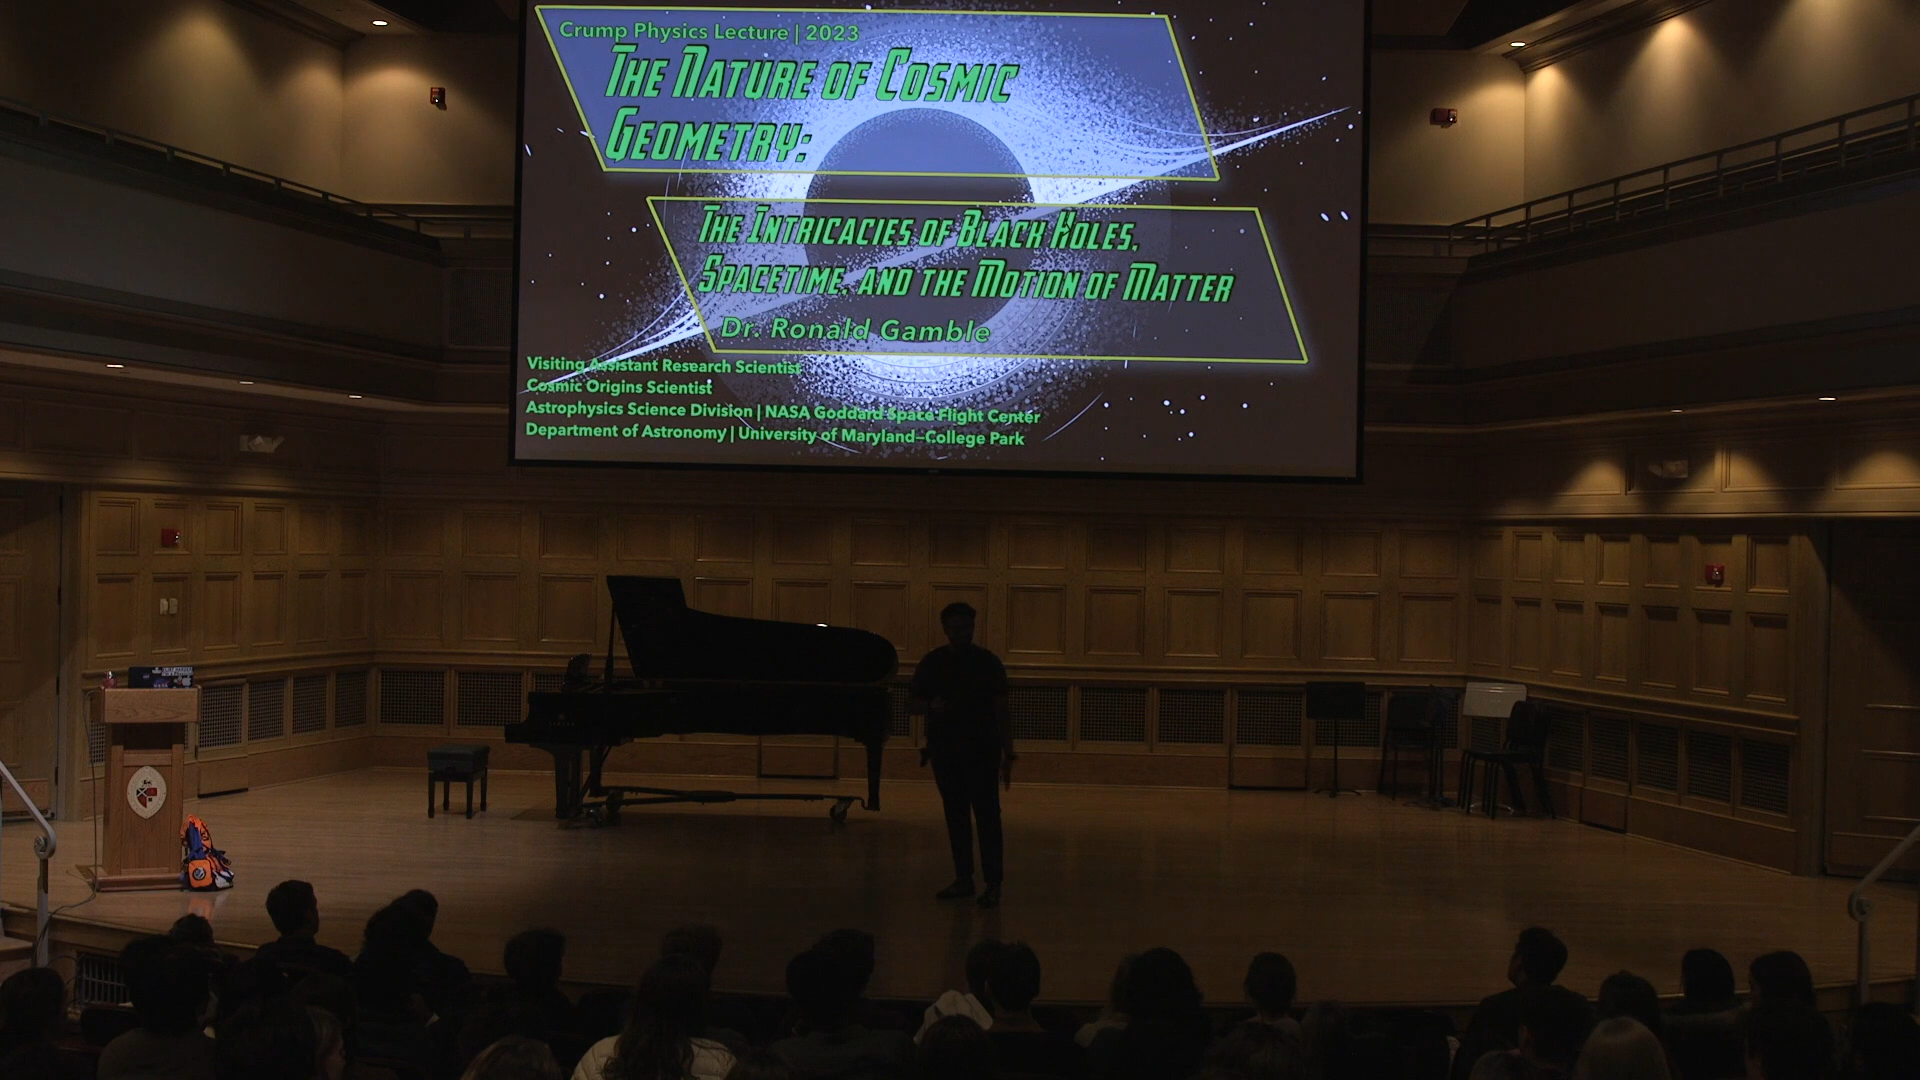 Crump Physics Lecture | 2023
The Nature of Cosmic
Geometry:
The Intricacies of Black Holes,
Spacetime, and the Motion of Matter
Dr. Ronald Gamble
Visiting Assistant Research Scientist
Cosmic Origins Scientist
Astrophysics Science Division | NASA Goddard Space Flight Center
Department of Astronomy | University of Maryland–College Park